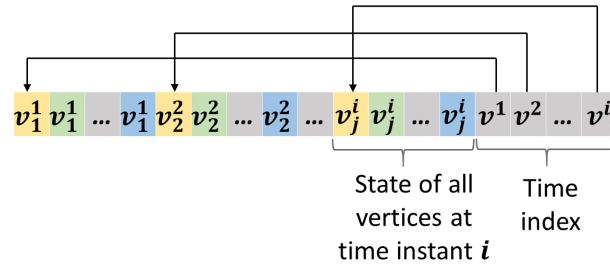 v₁¹ v₁¹ ... v₁¹ v₂² v₂² ... v₂² ... vⱼⁱ vⱼⁱ ... vⱼⁱ v¹ v² ... vⁱ
State of all
vertices at
time instant i
Time
index